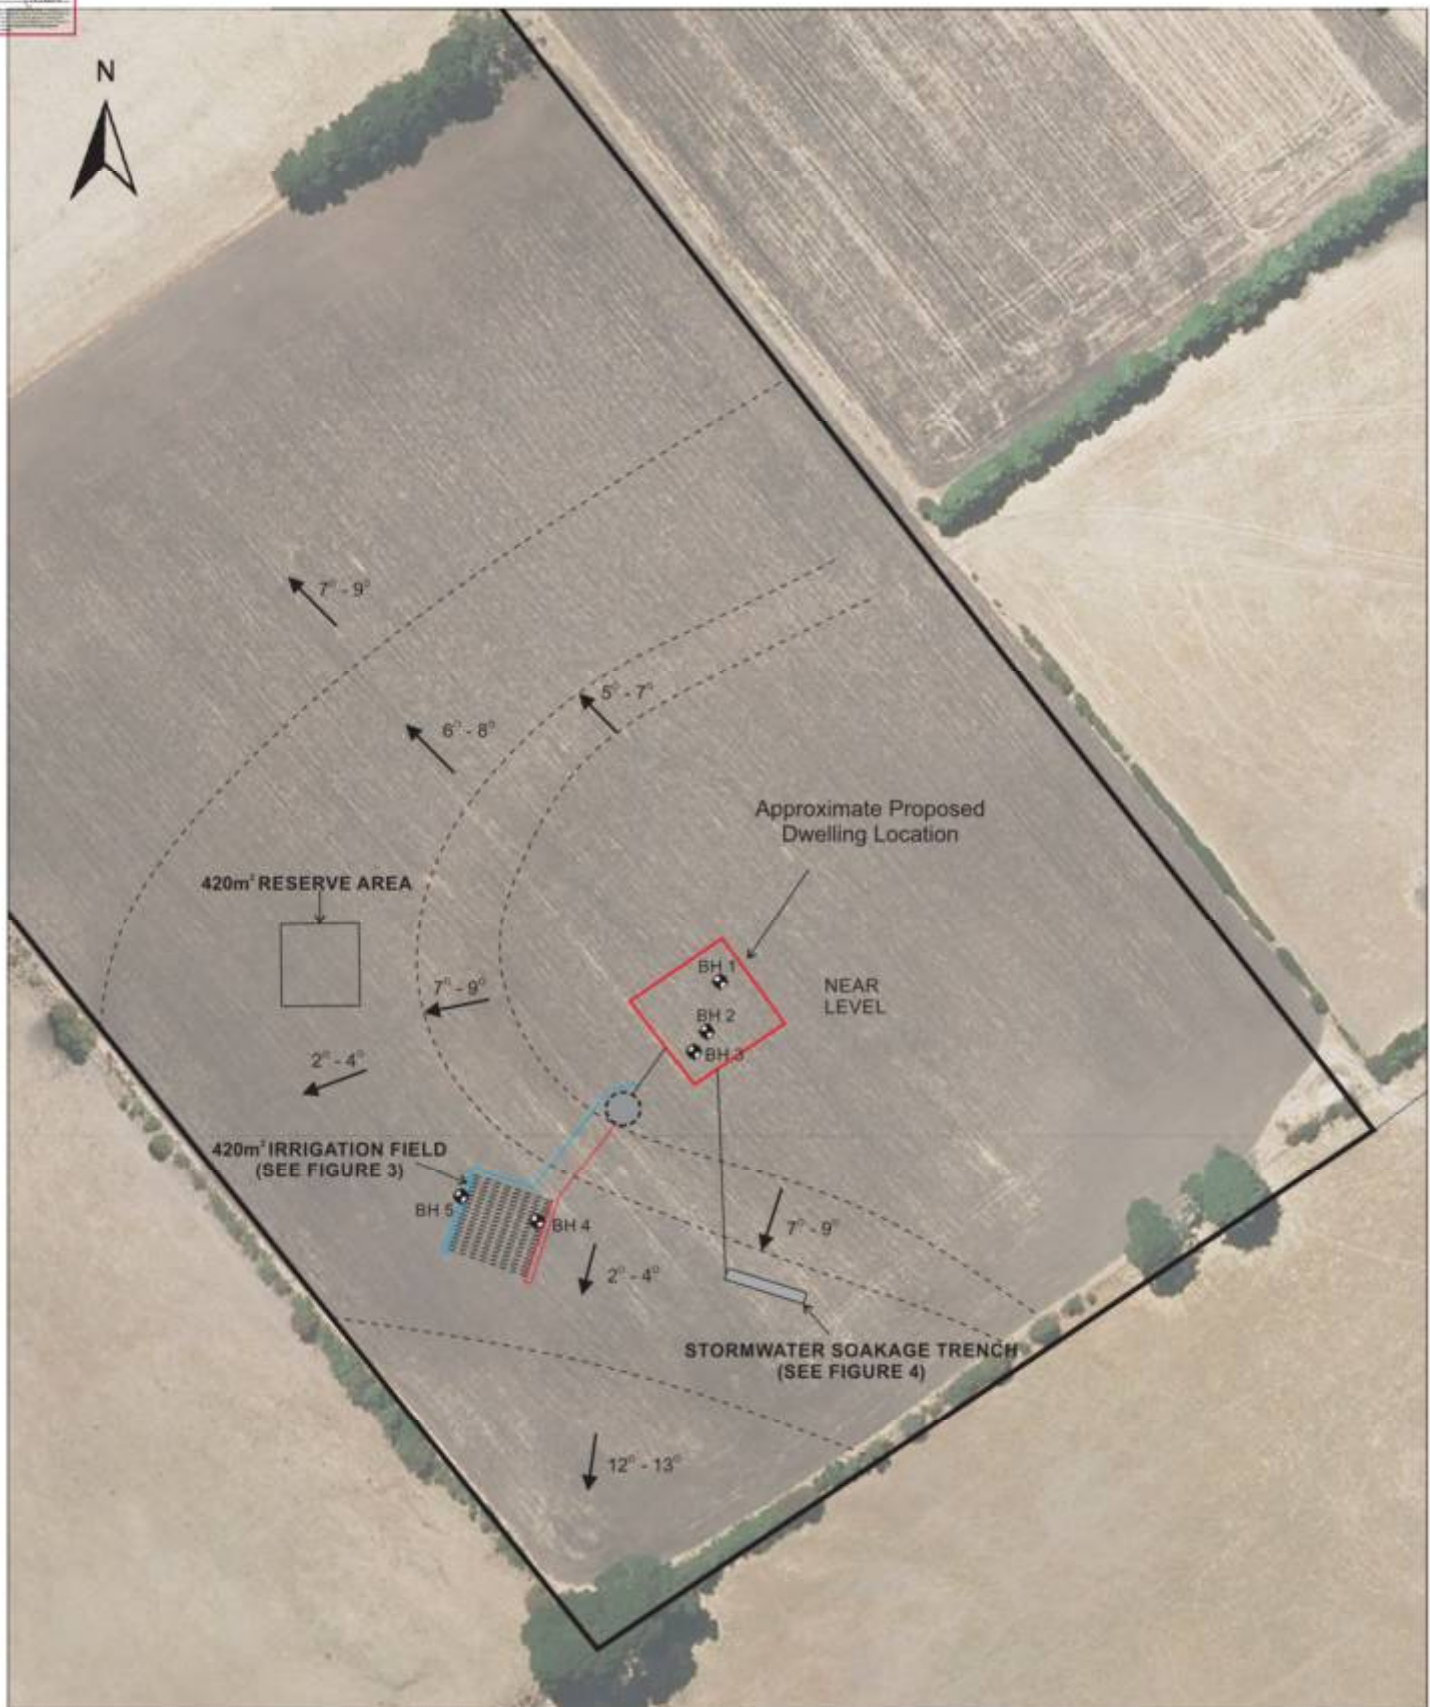 N
7° - 9°
5° - 7°
6° - 8°
Approximate Proposed
Dwelling Location
420m² RESERVE AREA
BH 1
7° - 9°
NEAR
LEVEL
BH 2
BH 3
2° - 4°
420m² IRRIGATION FIELD
(SEE FIGURE 3)
BH 5
BH 4
7° - 9°
2° - 4°
STORMWATER SOAKAGE TRENCH
(SEE FIGURE 4)
12° - 13°